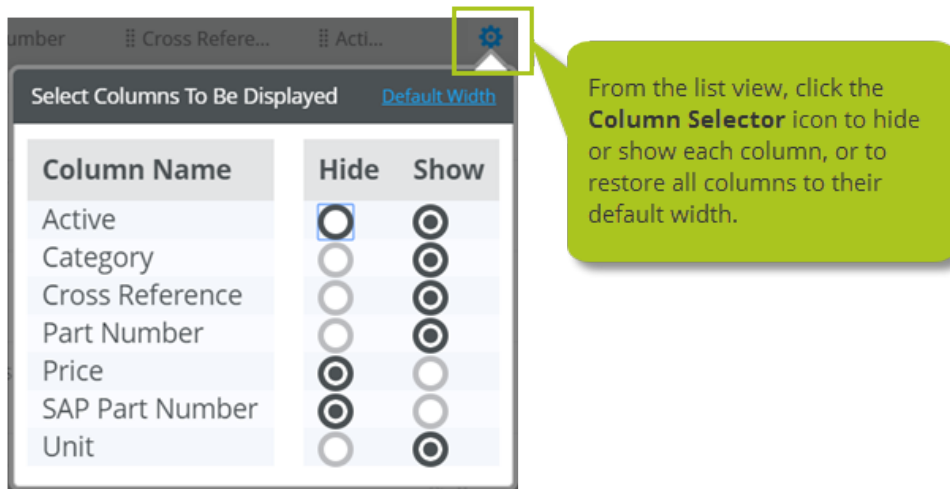 umber Cross Refere... Acti...
Select Columns To Be Displayed Default Width
Column Name Hide Show
Active
Category
Cross Reference
Part Number
Price
SAP Part Number
Unit
From the list view, click the
Column Selector icon to hide
or show each column, or to
restore all columns to their
default width.